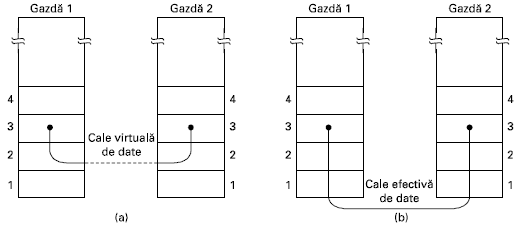 Gazdă 1
Gazdă 2
4
4
3
3
Cale virtuală
de date
2
2
1
1
(a)
Gazdă 1
Gazdă 2
4
4
3
3
2
2
Cale efectivă
de date
1
1
(b)